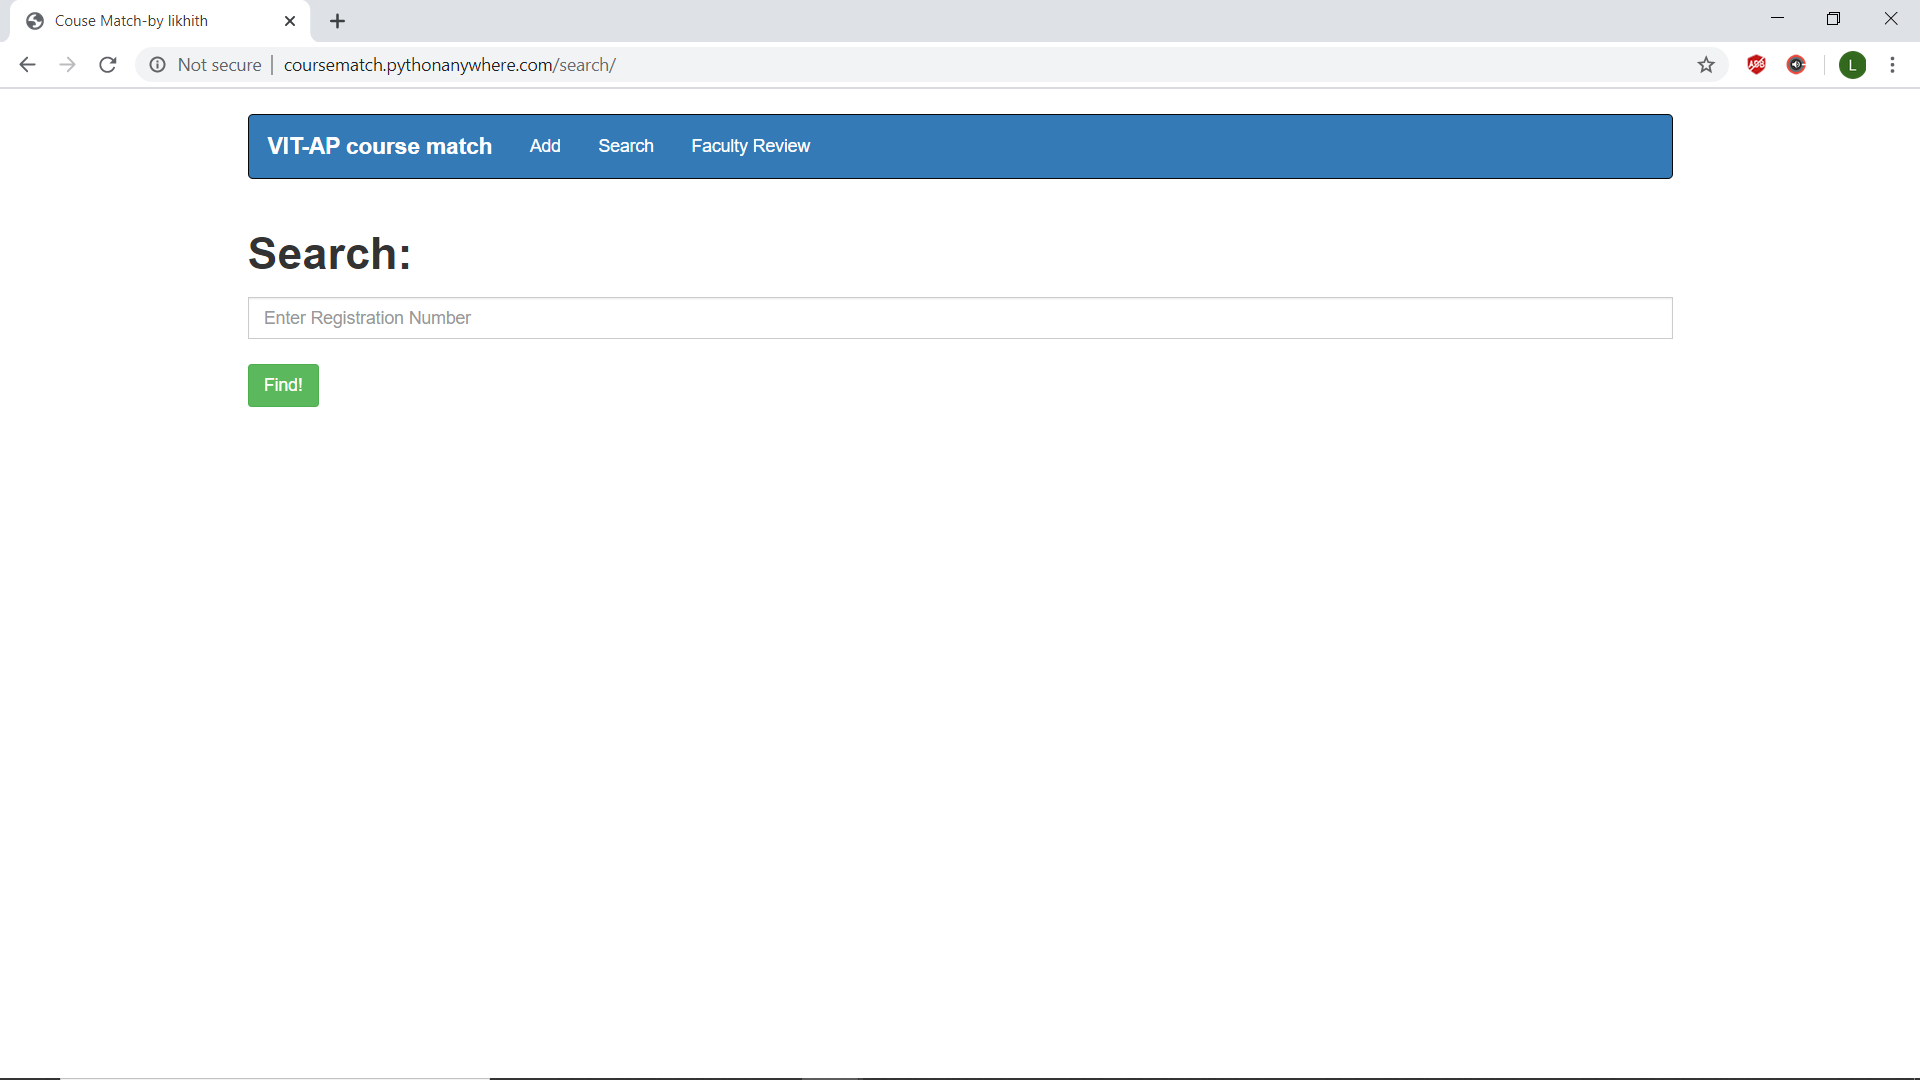 Couse Match-by likhith
Not secure | coursematch.pythonanywhere.com/search/
ABP
L
VIT-AP course match Add Search Faculty Review
Search:
Enter Registration Number
Find!